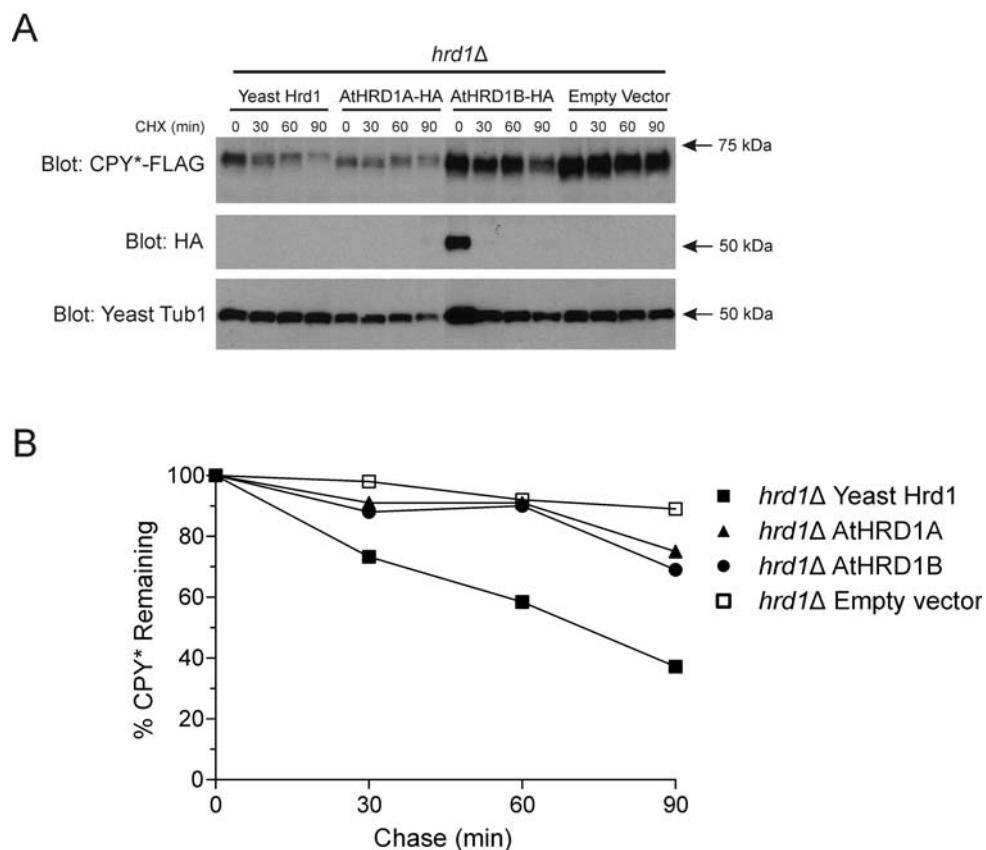 A
hrd1Δ
Yeast Hrd1 AtHRD1A-HA AtHRD1B-HA Empty Vector
CHX (min) 0 30 60 90 0 30 60 90 0 30 60 90 0 30 60 90
Blot: CPY*-FLAG 75 kDa
Blot: HA 50 kDa
Blot: Yeast Tub1 50 kDa
B
% CPY* Remaining
100
80
60
40
20
0
0 30 60 90
Chase (min)
hrd1Δ Yeast Hrd1
hrd1Δ AtHRD1A
hrd1Δ AtHRD1B
hrd1Δ Empty vector